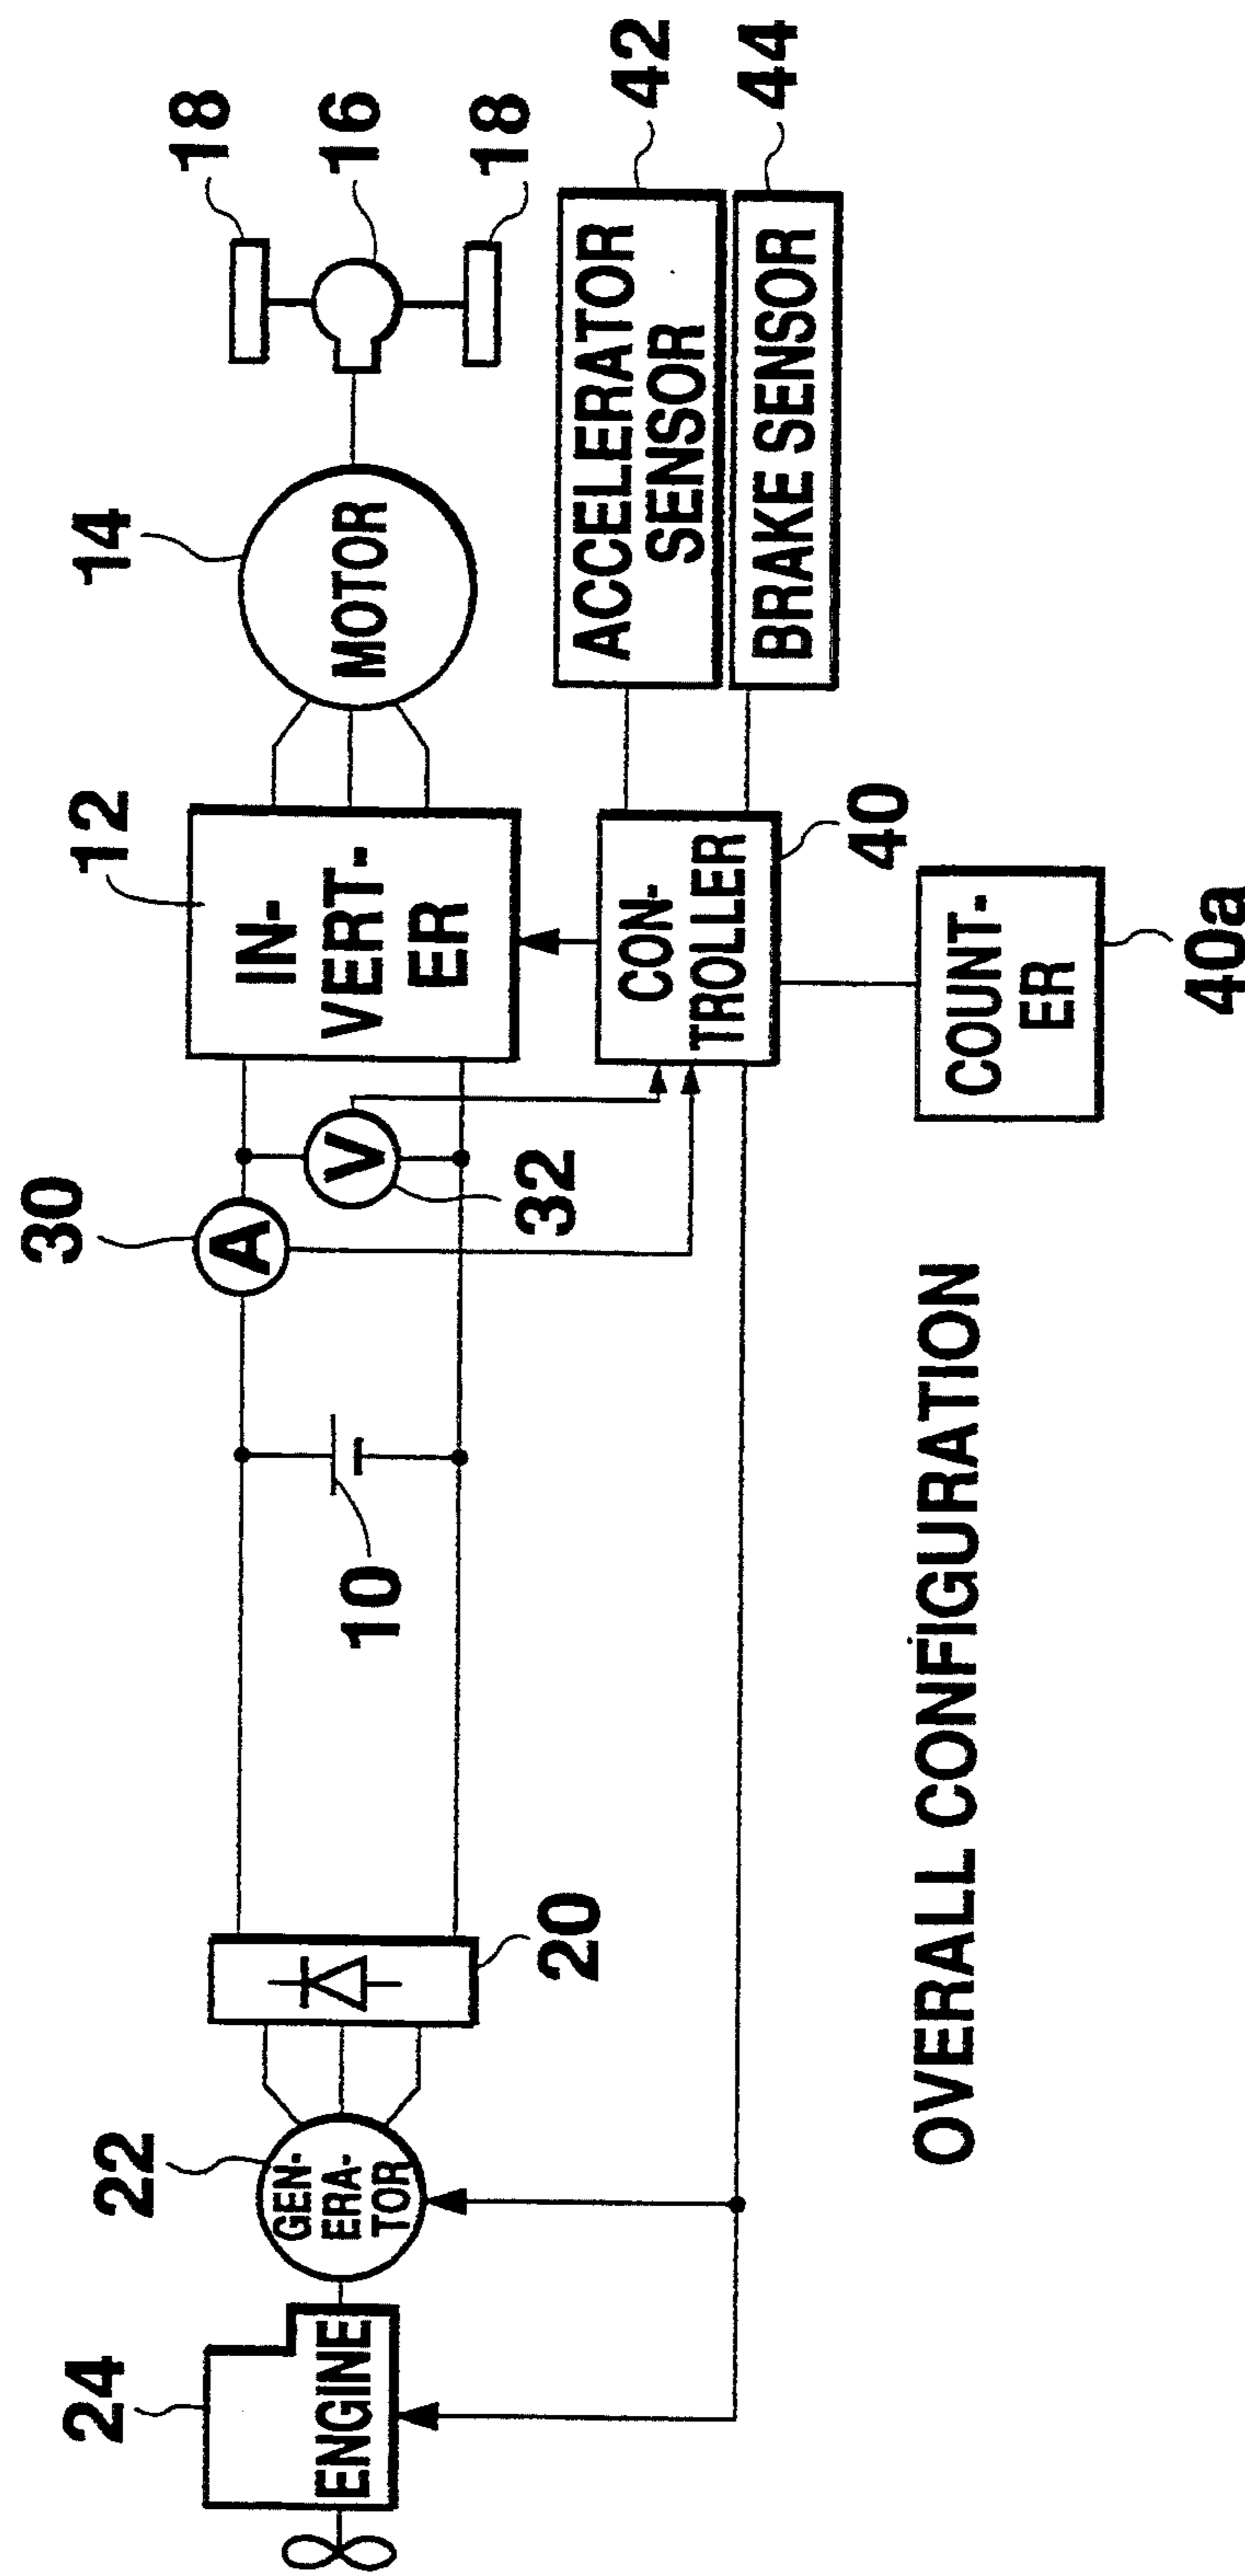 24
22
20
10
30
32
12
14
18
16
18
42
44
40
40a
ENGINE
GEN-
ERA-
TOR
A
V
IN-
VERT-
ER
MOTOR
CON-
TROLLER
ACCELERATOR
SENSOR
BRAKE SENSOR
COUNT-
ER
OVERALL CONFIGURATION